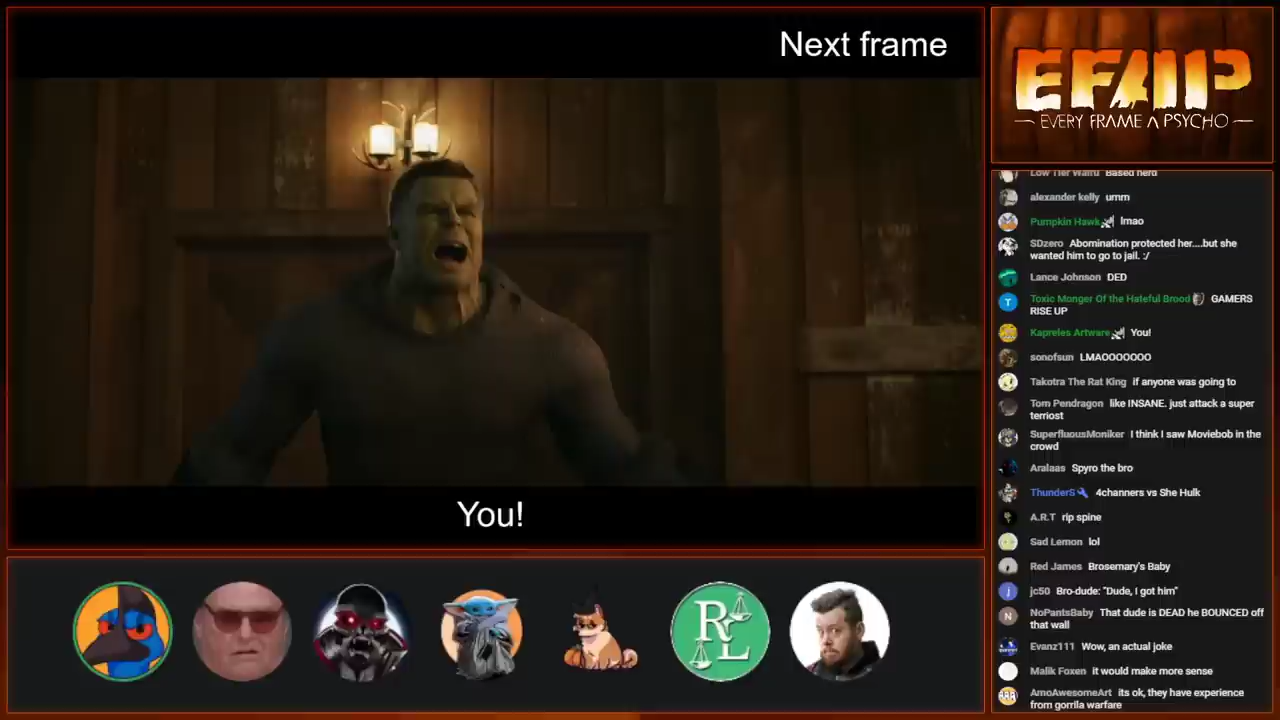 Next frame
You!
EFAP
EVERY FRAME A PSYCHO
Low Tier Waifu Based nerd
alexander kelly umm
Pumpkin Hawk lmao
SDzero Abomination protected her....but she
wanted him to go to jail. :/
Lance Johnson DED
T Toxic Monger Of the Hateful Brood GAMERS
RISE UP
Kapreles Artware You!
sonofsun LMAOOOOOOO
Takotra The Rat King if anyone was going to
Tom Pendragon like INSANE. just attack a super
terriost
SuperfluousMoniker I think I saw Moviebob in the
crowd
Aralaas Spyro the bro
ThunderS 4channers vs She Hulk
A.R.T rip spine
Sad Lemon lol
Red James Brosemary's Baby
j jc50 Bro-dude: "Dude, I got him"
N NoPantsBaby That dude is DEAD he BOUNCED off
that wall
Evanz111 Wow, an actual joke
Malik Foxen it would make more sense
AmoAwesomeArt its ok, they have experience
from gorrila warfare
RL